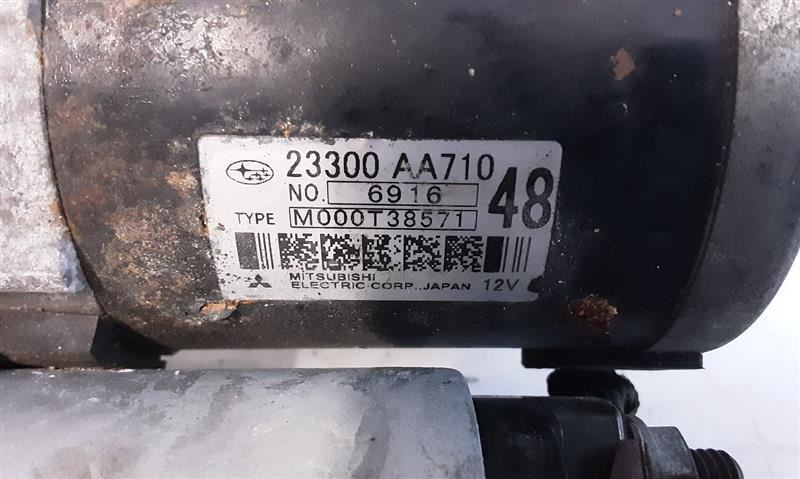 23300 AA710
NO. 6916
48
TYPE M000T38571
MITSUBISHI
ELECTRIC CORP., JAPAN 12V